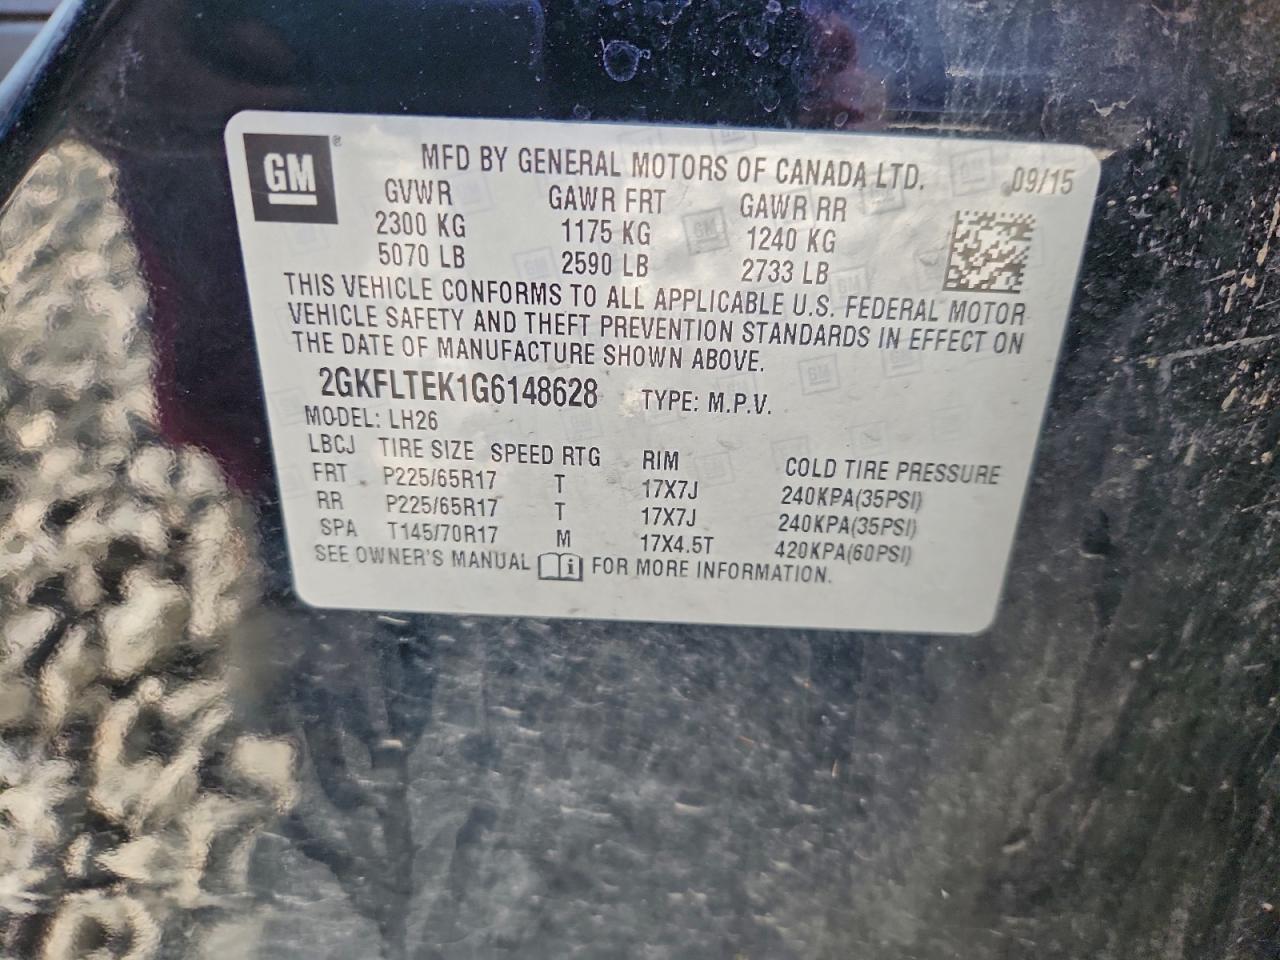 GM ®
MFD BY GENERAL MOTORS OF CANADA LTD. 09/15
GVWR GAWR FRT GAWR RR
2300 KG 1175 KG 1240 KG
5070 LB 2590 LB 2733 LB
THIS VEHICLE CONFORMS TO ALL APPLICABLE U.S. FEDERAL MOTOR
VEHICLE SAFETY AND THEFT PREVENTION STANDARDS IN EFFECT ON
THE DATE OF MANUFACTURE SHOWN ABOVE.
2GKFLTEK1G6148628 TYPE: M.P.V.
MODEL: LH26
LBCJ TIRE SIZE SPEED RTG RIM COLD TIRE PRESSURE
FRT P225/65R17 T 17X7J 240KPA(35PSI)
RR P225/65R17 T 17X7J 240KPA(35PSI)
SPA T145/70R17 M 17X4.5T 420KPA(60PSI)
SEE OWNER'S MANUAL i FOR MORE INFORMATION.